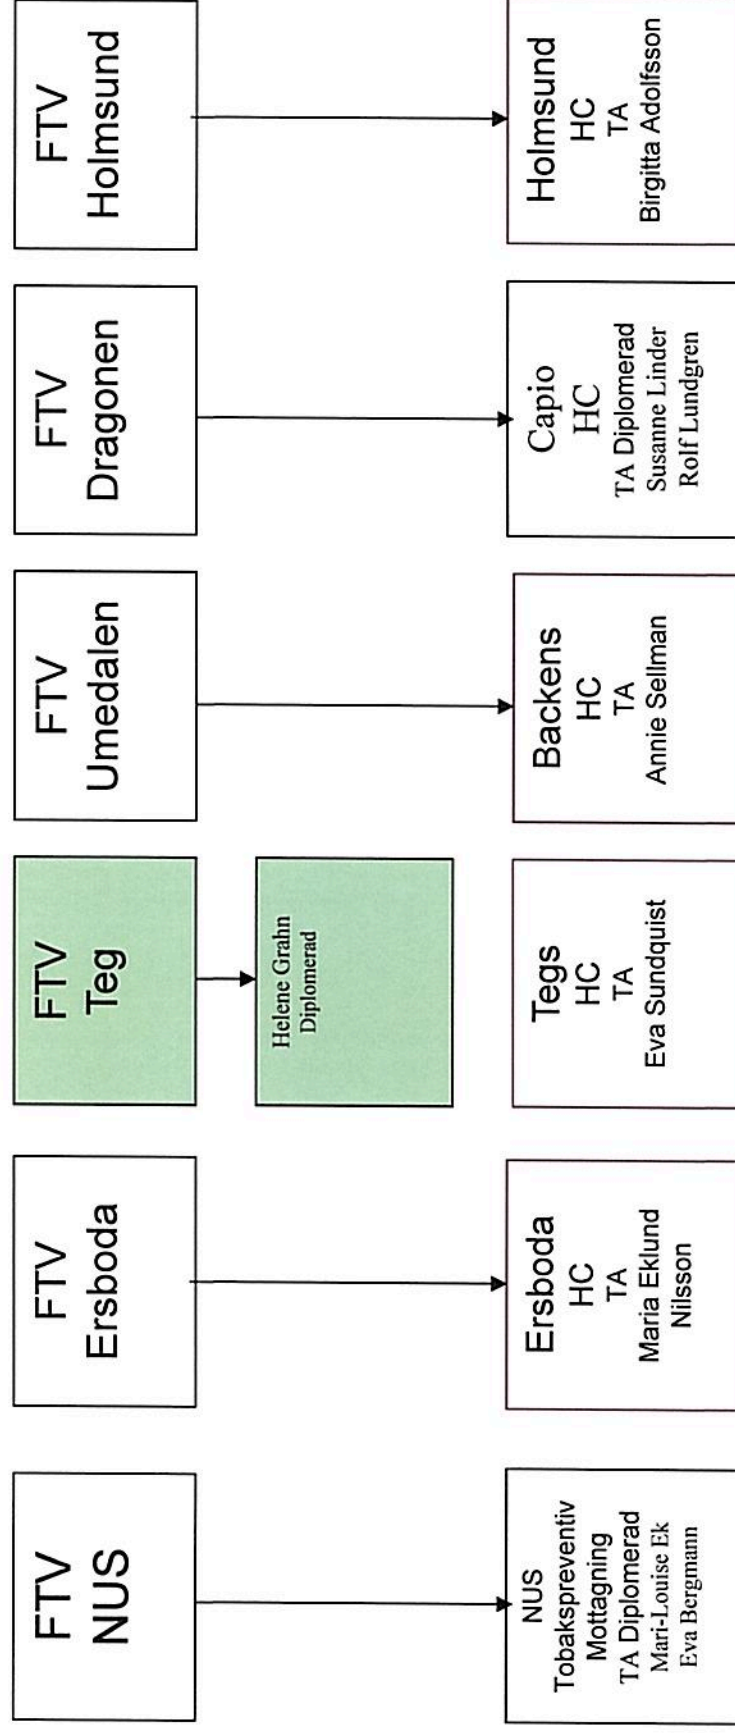 FTV
NUS
FTV
Ersboda
FTV
Teg
FTV
Umedalen
FTV
Dragonen
FTV
Holmsund
Helene Grahn
Diplomerad
NUS
Tobakspreventiv
Mottagning
TA Diplomerad
Mari-Louise Ek
Eva Bergmann
Ersboda
HC
TA
Maria Eklund
Nilsson
Tegs
HC
TA
Eva Sundquist
Backens
HC
TA
Annie Sellman
Capio
HC
TA Diplomerad
Susanne Linder
Rolf Lundgren
Holmsund
HC
TA
Birgitta Adolfsson